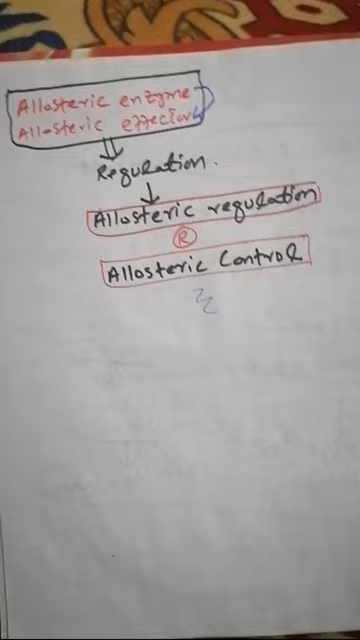 Allosteric enzyme
Allosteric effectors
Regulation.
Allosteric regulation
R
Allosteric Control